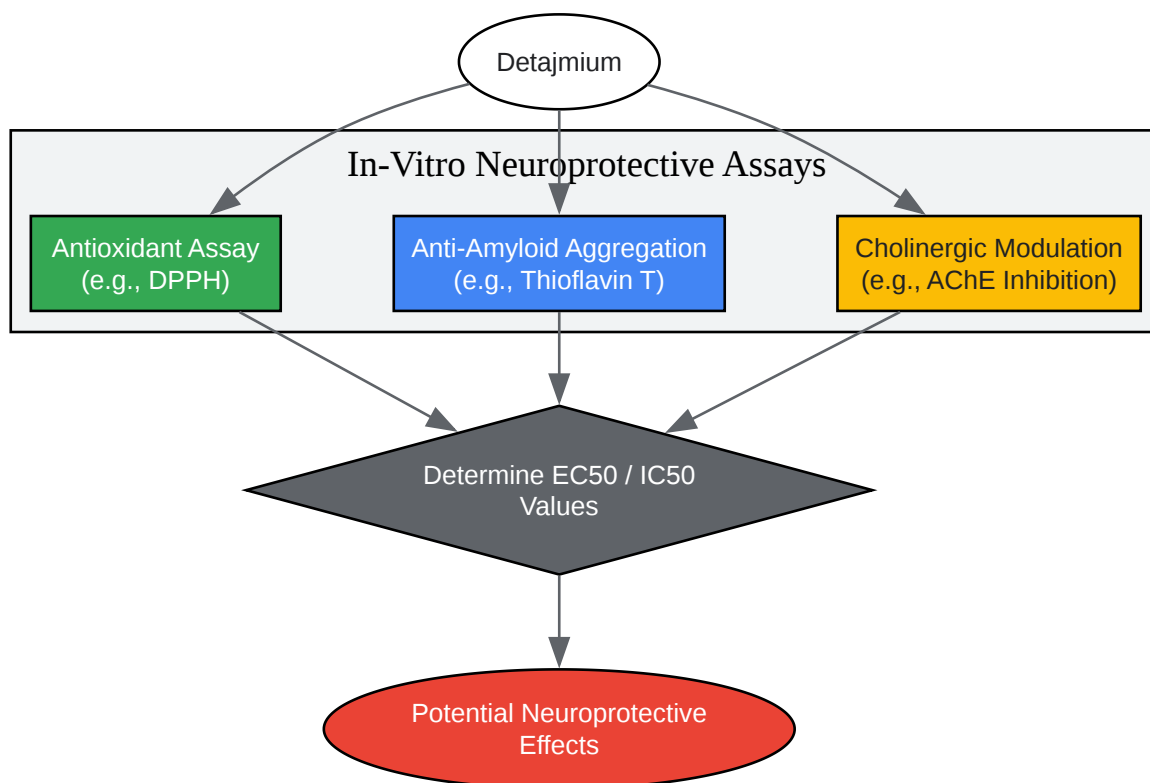 Detajmium
In-Vitro Neuroprotective Assays
Antioxidant Assay
(e.g., DPPH)
Anti-Amyloid Aggregation
(e.g., Thioflavin T)
Cholinergic Modulation
(e.g., AChE Inhibition)
Determine EC50 / IC50
Values
Potential Neuroprotective
Effects